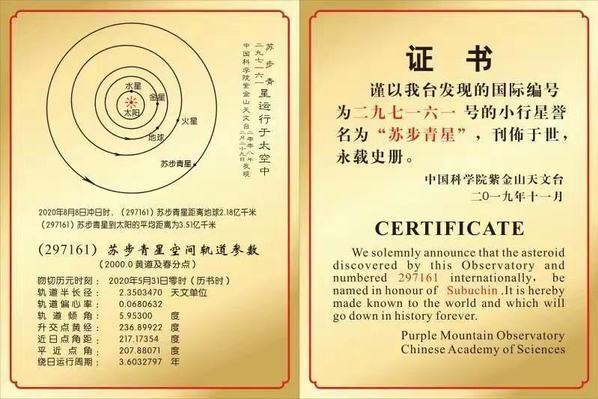 苏步青星运行于太空中
二九七一六一
中国科学院紫金山天文台
二月二十九日发现
水星
金星
太阳
地球
火星
苏步青星
2020年8月8日冲日时，(297161) 苏步青星距离地球2.18亿千米
(297161) 苏步青星到太阳的平均距离为3.51亿千米
(297161) 苏步青星空间轨道参数
(2000.0 黄道及春分点)
吻切历元时刻: 2020年5月31日零时 (历书时)
轨道半长径: 2.3503470 天文单位
轨道偏心率: 0.0680632
轨道倾角: 5.95300 度
升交点黄经: 236.89922 度
近日点角距: 217.17354 度
平近点角: 207.88071 度
绕日运行周期: 3.6032797 年
证书
谨以我台发现的国际编号
为二九七一六一 号的小行星誉
名为“苏步青星”，刊佈于世，
永载史册。
中国科学院紫金山天文台
二〇一九年十一月
CERTIFICATE
We solemnly announce that the asteroid
discovered by this Observatory and
numbered 297161 internationally, be
named in honour of Subuchin .It is hereby
made known to the world and which will
go down in history forever.
Purple Mountain Observatory
Chinese Academy of Sciences